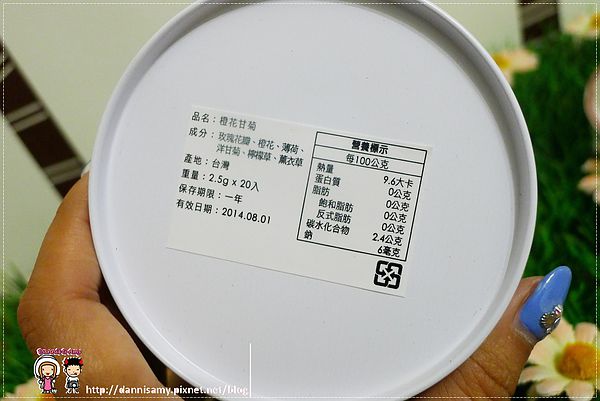 品名：橙花甘菊
成分：玫瑰花瓣、橙花、薄荷、
洋甘菊、檸檬草、薰衣草
產地：台灣
重量：2.5g x 20入
保存期限：一年
有效日期：2014.08.01
營養標示
每100公克
熱量 9.6大卡
蛋白質 0公克
脂肪 0公克
飽和脂肪 0公克
反式脂肪 0公克
碳水化合物 2.4公克
鈉 6毫克
http://dannisamy.pixnet.net/blog